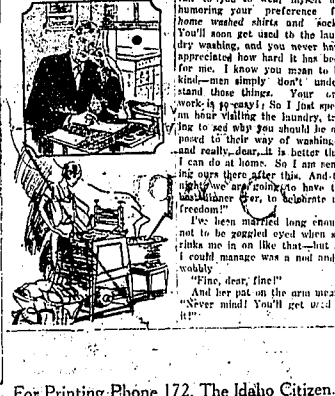 humoring your preference f
home washed shirts and sock
You'll soon get used to the lau
dry washing, and you never hav
appreciated how hard it has be
for me. I know you mean to
kind—men simply don't unde
stand those things. Your
work is so easy! So I just spe
an hour visiting the laundry, tr
ing to see why you should be o
posed to their way of washing
and really, dear, it is better th
I can do at home. So I am sen
ing ours there after this. And
night we are going to have t
best dinner ever, to celebrate
freedom!"
I've been married long enou
not to be goggled eyed when s
rinks me in on like that—but
I could manage was a nod and
wobbly
"Fine, dear, fine!"
And her pat on the arm mean
"Never mind! You'll get used
it!"
For Printing Phone 172, The Idaho Citizen.